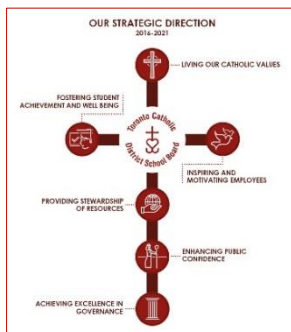 OUR STRATEGIC DIRECTION
2016-2021
LIVING OUR CATHOLIC VALUES
FOSTERING STUDENT
ACHIEVEMENT AND WELL BEING
Toronto Catholic
District School Board
INSPIRING AND
MOTIVATING EMPLOYEES
PROVIDING STEWARDSHIP
OF RESOURCES
ENHANCING PUBLIC
CONFIDENCE
ACHIEVING EXCELLENCE IN
GOVERNANCE